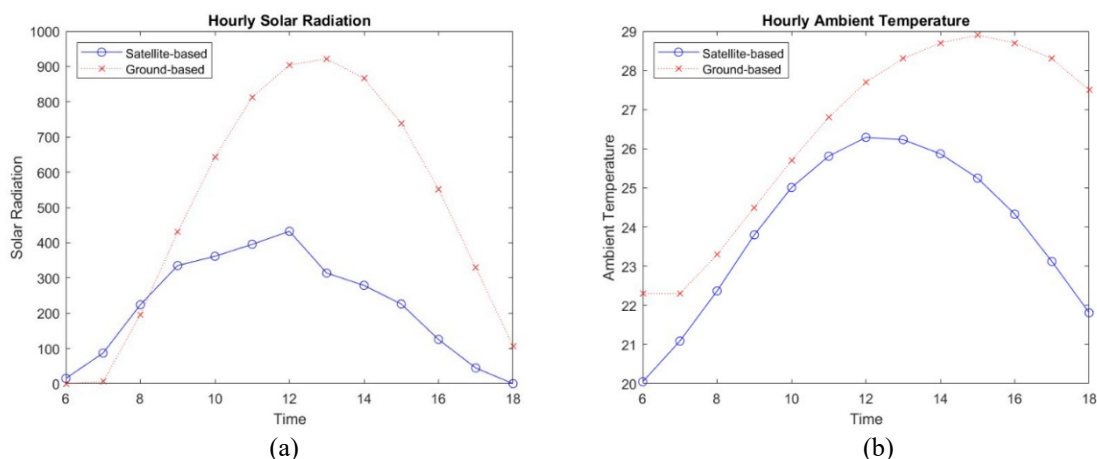 Hourly Solar Radiation
1000
900
800
700
600
500
400
300
200
100
0
Solar Radiation
Satellite-based
Ground-based
6 8 10 12 14 16 18
Time
(a)
Hourly Ambient Temperature
29
28
27
26
25
24
23
22
21
20
Ambient Temperature
Satellite-based
Ground-based
6 8 10 12 14 16 18
Time
(b)